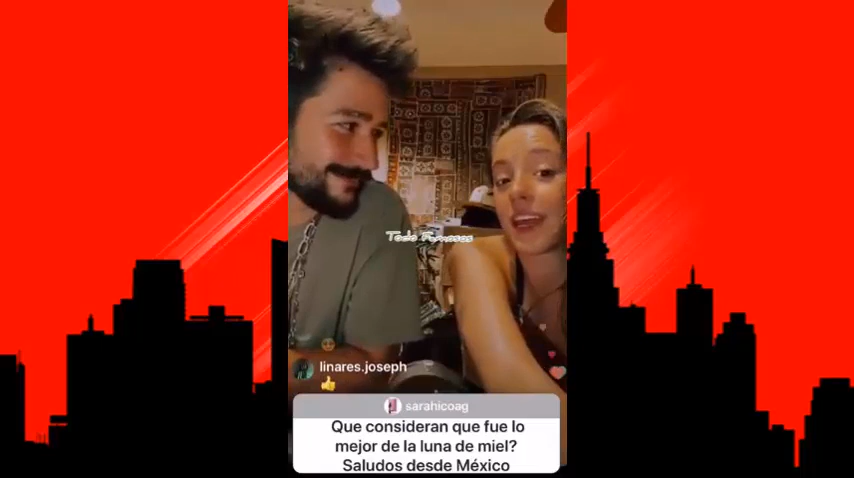 Todo Famosos
linares.joseph
👍
sarahicoag
Que consideran que fue lo
mejor de la luna de miel?
Saludos desde México